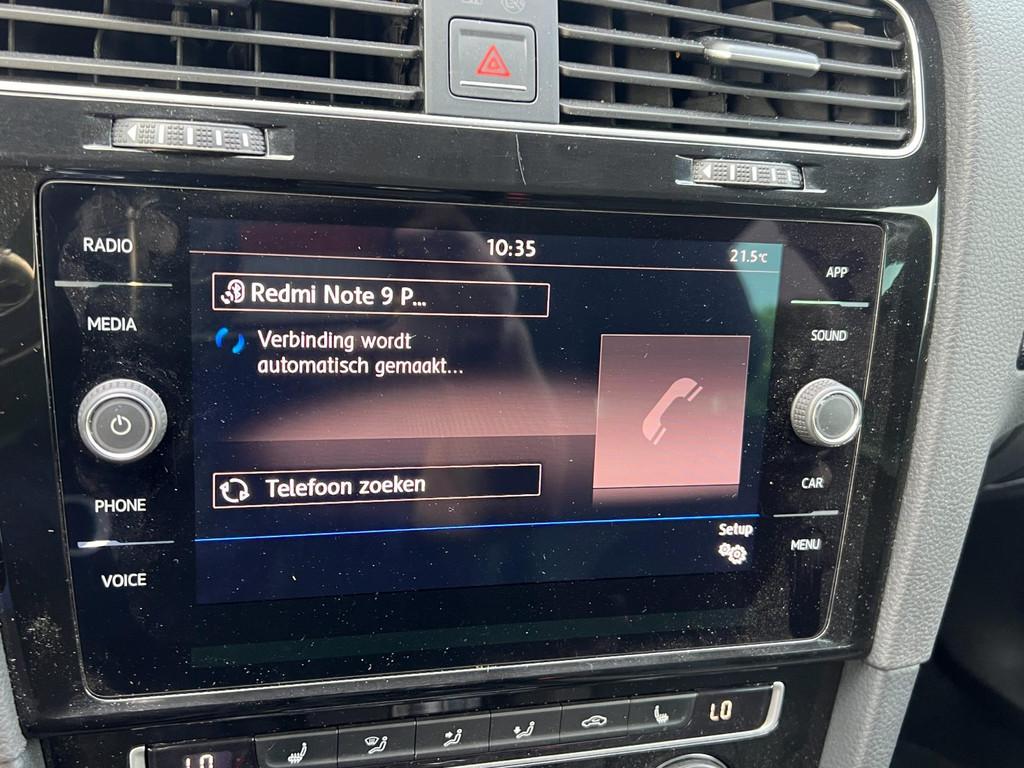 RADIO
10:35
21.5°C
APP
Redmi Note 9 P...
MEDIA
SOUND
Verbinding wordt
automatisch gemaakt...
PHONE
Telefoon zoeken
CAR
Setup
MENU
VOICE
LO
LO